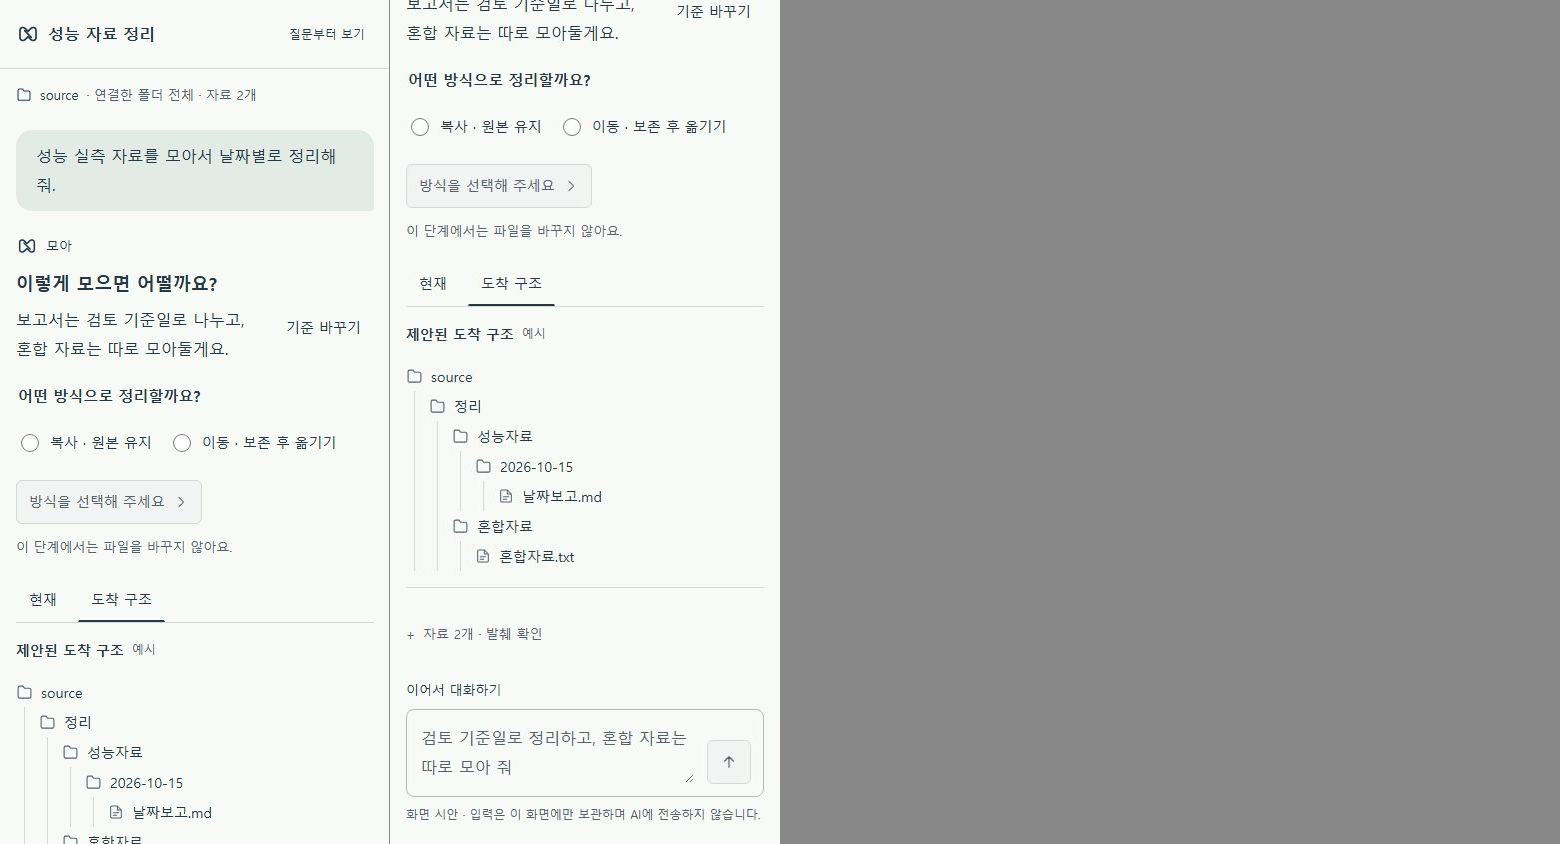 성능 자료 정리
질문부터 보기
source · 연결한 폴더 전체 · 자료 2개
성능 실측 자료를 모아서 날짜별로 정리해
줘.
모아
이렇게 모으면 어떨까요?
보고서는 검토 기준일로 나누고,
혼합 자료는 따로 모아둘게요.
기준 바꾸기
어떤 방식으로 정리할까요?
복사 · 원본 유지
이동 · 보존 후 옮기기
방식을 선택해 주세요
이 단계에서는 파일을 바꾸지 않아요.
현재
도착 구조
제안된 도착 구조 예시
source
정리
성능자료
2026-10-15
날짜보고.md
혼합자료
보고서는 검토 기준일로 나누고,
혼합 자료는 따로 모아둘게요.
기준 바꾸기
어떤 방식으로 정리할까요?
복사 · 원본 유지
이동 · 보존 후 옮기기
방식을 선택해 주세요
이 단계에서는 파일을 바꾸지 않아요.
현재
도착 구조
제안된 도착 구조 예시
source
정리
성능자료
2026-10-15
날짜보고.md
혼합자료
혼합자료.txt
+ 자료 2개 · 발췌 확인
이어서 대화하기
검토 기준일로 정리하고, 혼합 자료는
따로 모아 줘
화면 시안 · 입력은 이 화면에만 보관하며 AI에 전송하지 않습니다.